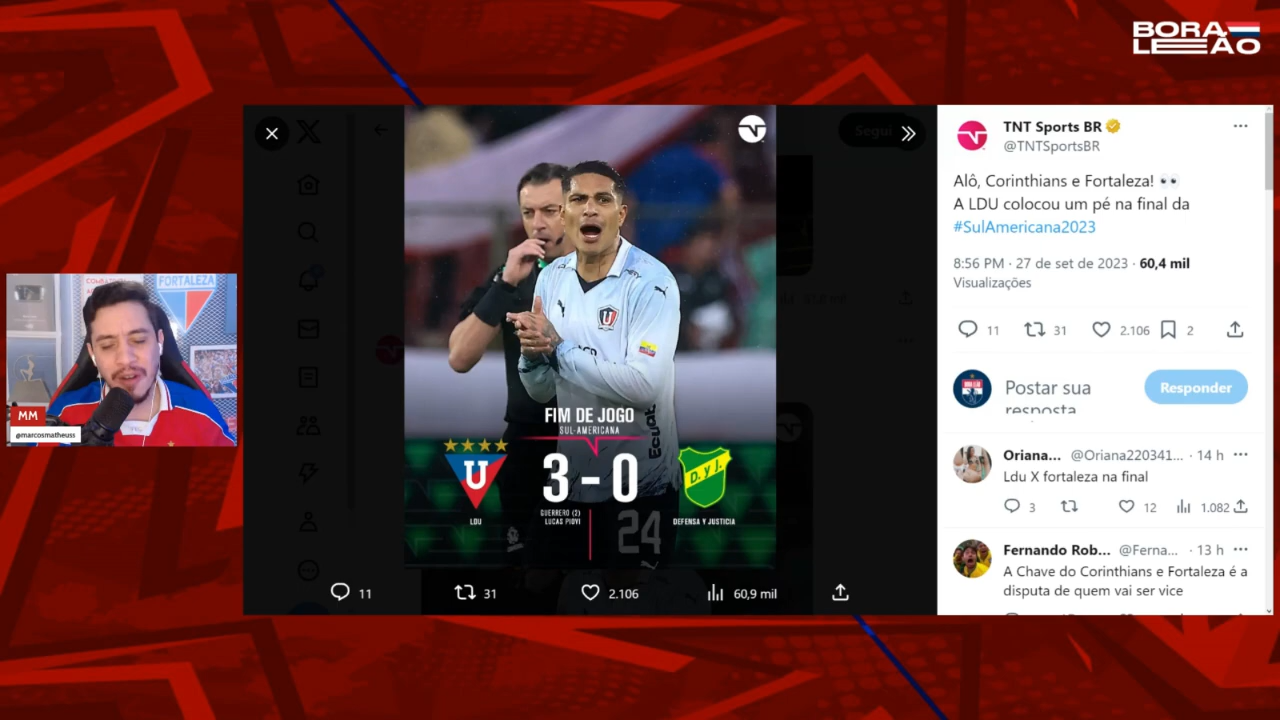 BORA
LEÃO
Segui
TNT Sports BR
@TNTSportsBR
Alô, Corinthians e Fortaleza! 👀
A LDU colocou um pé na final da
#SulAmericana2023
8:56 PM · 27 de set de 2023 · 60,4 mil
Visualizações
11 31 2.106 2
Postar sua
resposta
Responder
Oriana... @Oriana220341... · 14 h
Ldu X fortaleza na final
3 12 1.082
Fernando Rob... @Ferna... · 13 h
A Chave do Corinthians e Fortaleza é a
disputa de quem vai ser vice
FORTALEZA
MM
@marcosmatheuss
U
Ecuat
FIM DE JOGO
SUL-AMERICANA
U
3-0
D. y J.
GUERRERO (2)
LUCAS PIOVI
LDU
DEFENSA Y JUSTICIA
24
11 31 2.106 60,9 mil